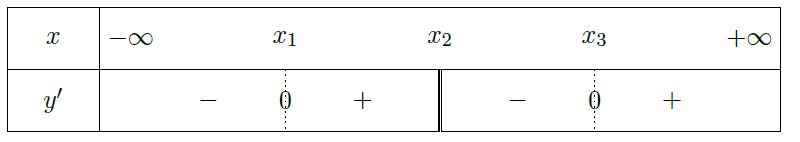 x −∞ x₁ x₂ x₃ +∞
y′ − 0 + − 0 +